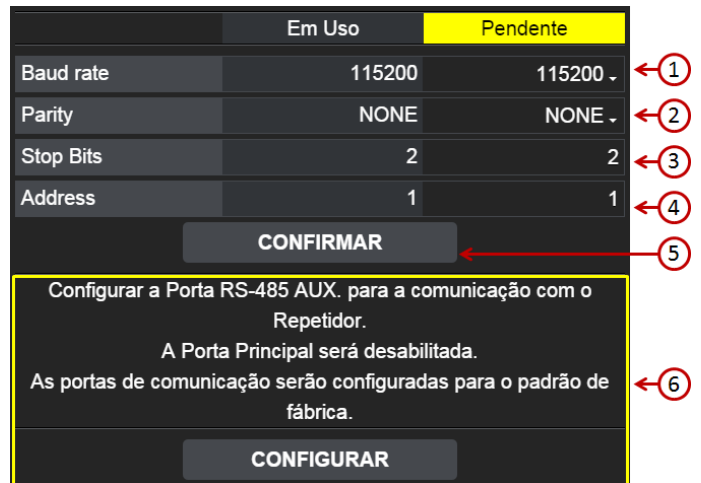 Em Uso Pendente
Baud rate 115200 115200 1
Parity NONE NONE 2
Stop Bits 2 2 3
Address 1 1 4
CONFIRMAR 5
Configurar a Porta RS-485 AUX. para a comunicação com o
Repetidor.
A Porta Principal será desabilitada.
As portas de comunicação serão configuradas para o padrão de 6
fábrica.
CONFIGURAR